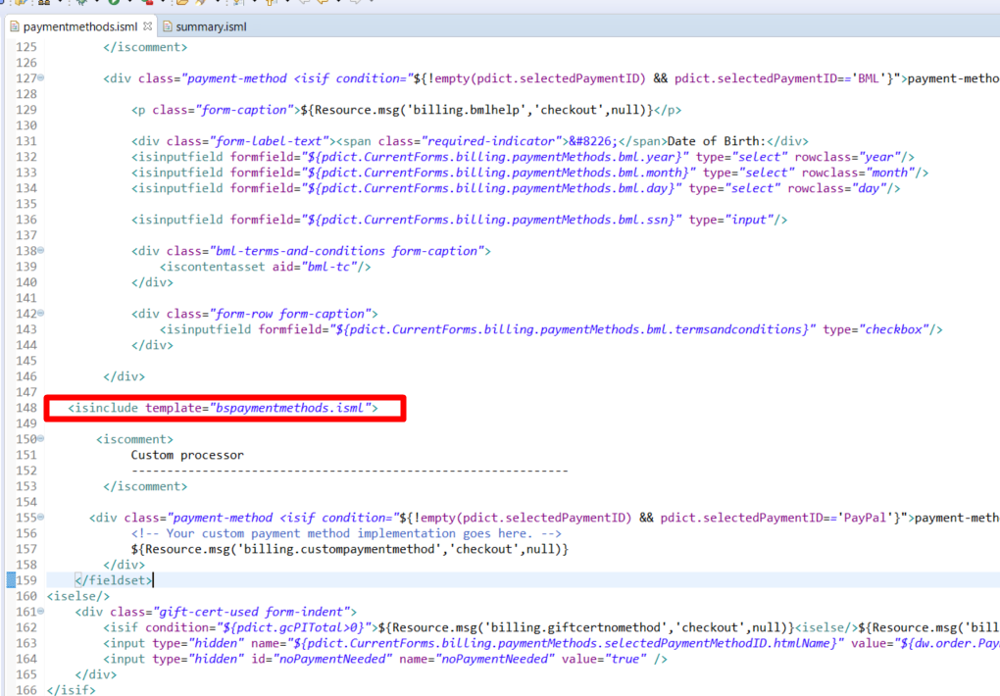 paymentmethods.isml summary.isml
125 </iscomment>
126
127 <div class="payment-method <isif condition="${!empty(pdict.selectedPaymentID) && pdict.selectedPaymentID=='BML'}">payment-metho
128
129 <p class="form-caption">${Resource.msg('billing.bmlhelp','checkout',null)}</p>
130
131 <div class="form-label-text"><span class="required-indicator">&#8226;</span>Date of Birth:</div>
132 <isinputfield formfield="${pdict.CurrentForms.billing.paymentMethods.bml.year}" type="select" rowclass="year"/>
133 <isinputfield formfield="${pdict.CurrentForms.billing.paymentMethods.bml.month}" type="select" rowclass="month"/>
134 <isinputfield formfield="${pdict.CurrentForms.billing.paymentMethods.bml.day}" type="select" rowclass="day"/>
135
136 <isinputfield formfield="${pdict.CurrentForms.billing.paymentMethods.bml.ssn}" type="input"/>
137
138 <div class="bml-terms-and-conditions form-caption">
139 <iscontentasset aid="bml-tc"/>
140 </div>
141
142 <div class="form-row form-caption">
143 <isinputfield formfield="${pdict.CurrentForms.billing.paymentMethods.bml.termsandconditions}" type="checkbox"/>
144 </div>
145
146 </div>
147
148 <isinclude template="bspaymentmethods.isml">
149
150 <iscomment>
151 Custom processor
152 --------------------------------------------------------------
153 </iscomment>
154
155 <div class="payment-method <isif condition="${!empty(pdict.selectedPaymentID) && pdict.selectedPaymentID=='PayPal'}">payment-meth
156 <!-- Your custom payment method implementation goes here. -->
157 ${Resource.msg('billing.custompaymentmethod','checkout',null)}
158 </div>
159 </fieldset>
160 <iselse/>
161 <div class="gift-cert-used form-indent">
162 <isif condition="${pdict.gcPITotal>0}">${Resource.msg('billing.giftcertnomethod','checkout',null)}<iselse/>${Resource.msg('bill
163 <input type="hidden" name="${pdict.CurrentForms.billing.paymentMethods.selectedPaymentMethodID.htmlName}" value="${dw.order.Pay
164 <input type="hidden" id="noPaymentNeeded" name="noPaymentNeeded" value="true" />
165 </div>
166 </isif>